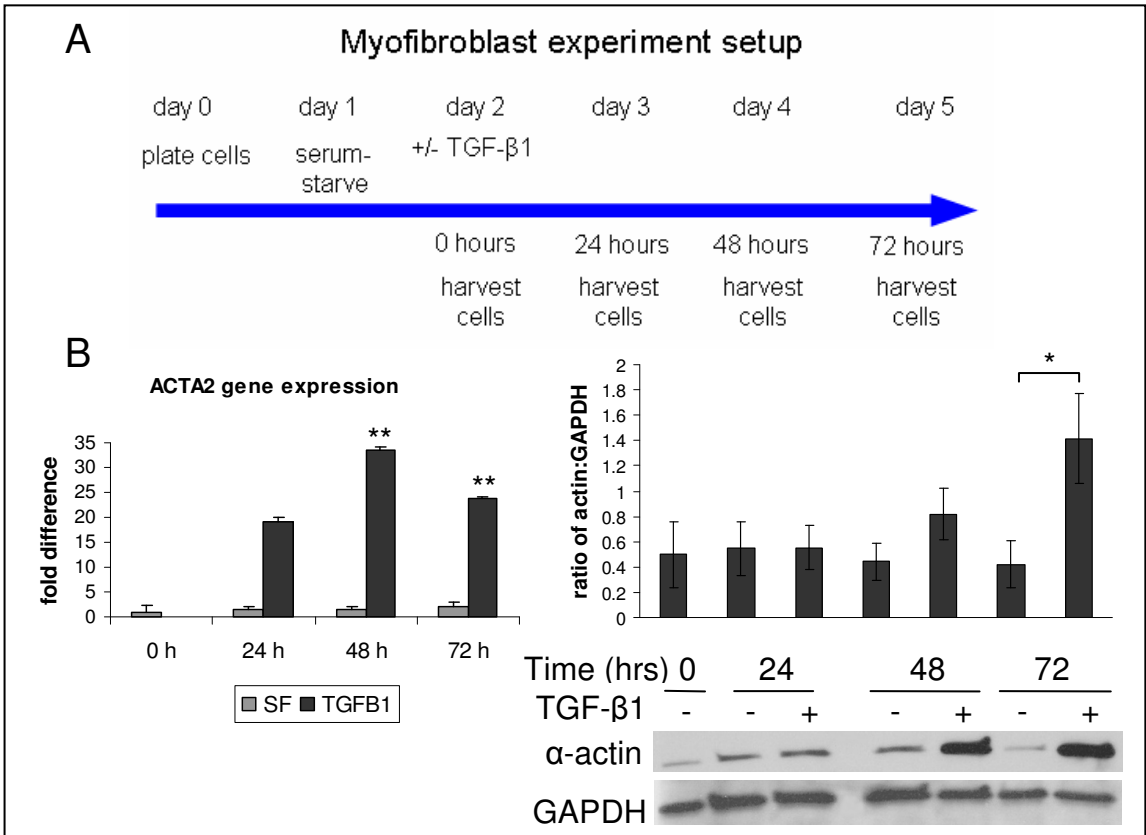 A
Myofibroblast experiment setup
day 0 day 1 day 2 day 3 day 4 day 5
plate cells serum- +/- TGF-β1
starve
0 hours 24 hours 48 hours 72 hours
harvest harvest harvest harvest
cells cells cells cells
B
ACTA2 gene expression
fold difference
35
30
25
20
15
10
5
0
** **
0 h 24 h 48 h 72 h
SF TGFB1
ratio of actin:GAPDH
2
1.8
1.6
1.4
1.2
1
0.8
0.6
0.4
0.2
0
*
Time (hrs) 0 24 48 72
TGF-β1 - - + - + - +
α-actin
GAPDH